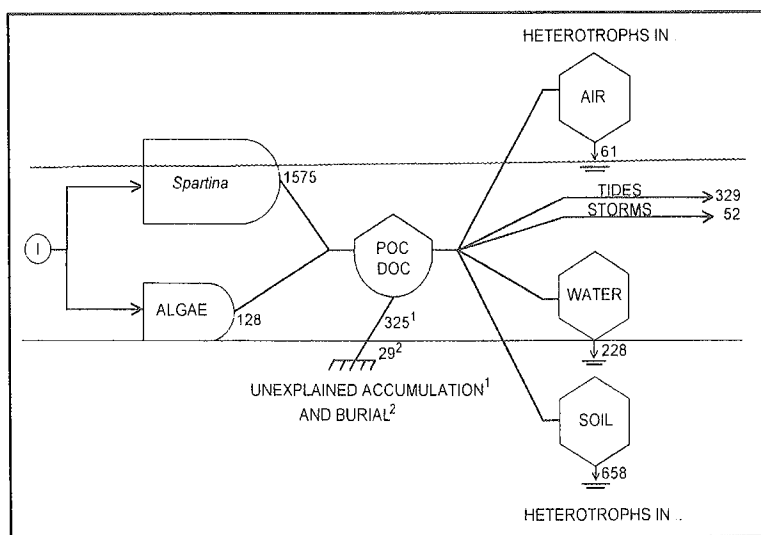 HETEROTROPHS IN ..
AIR
61
Spartina
1575
TIDES
329
STORMS
52
I
POC
DOC
WATER
ALGAE
128
325¹
29²
228
UNEXPLAINED ACCUMULATION¹
AND BURIAL²
SOIL
658
HETEROTROPHS IN ..